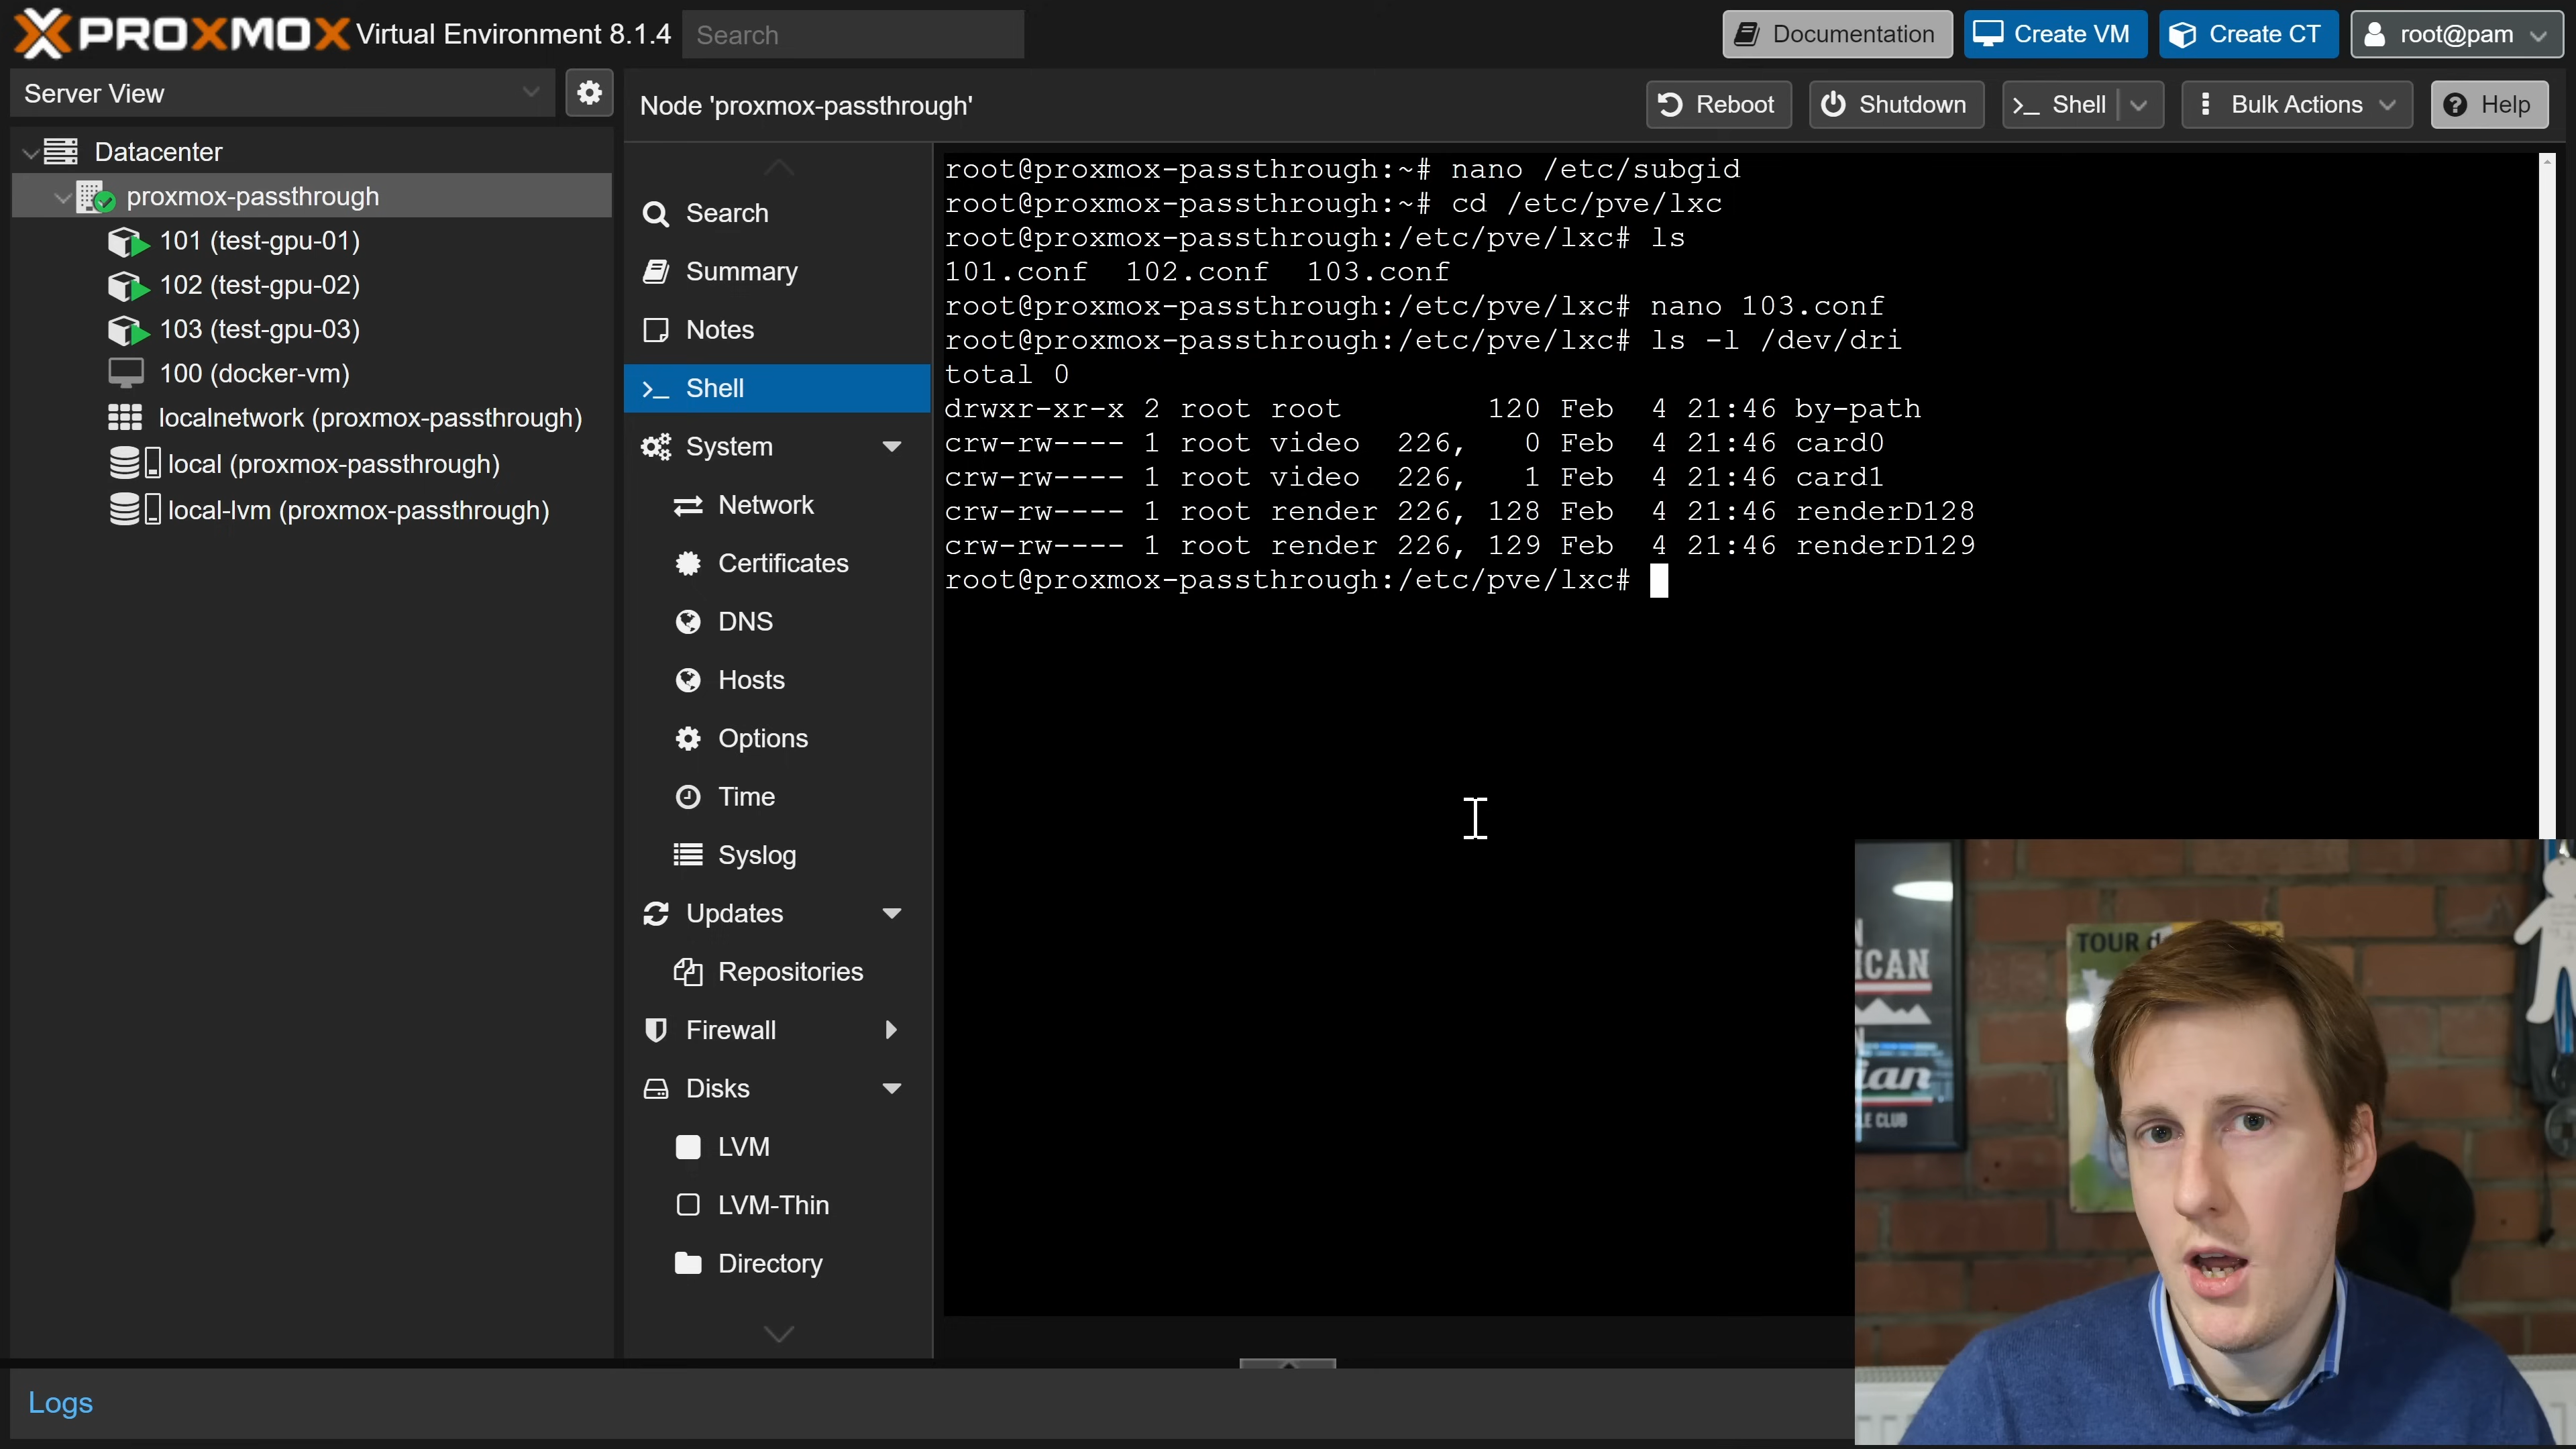 PROXMOX Virtual Environment 8.1.4
Search
Documentation
Create VM
Create CT
root@pam
Server View
Node 'proxmox-passthrough'
Reboot
Shutdown
Shell
Bulk Actions
Help
Datacenter
proxmox-passthrough
101 (test-gpu-01)
102 (test-gpu-02)
103 (test-gpu-03)
100 (docker-vm)
localnetwork (proxmox-passthrough)
local (proxmox-passthrough)
local-lvm (proxmox-passthrough)
Search
Summary
Notes
Shell
System
Network
Certificates
DNS
Hosts
Options
Time
Syslog
Updates
Repositories
Firewall
Disks
LVM
LVM-Thin
Directory
root@proxmox-passthrough:~# nano /etc/subgid
root@proxmox-passthrough:~# cd /etc/pve/lxc
root@proxmox-passthrough:/etc/pve/lxc# ls
101.conf 102.conf 103.conf
root@proxmox-passthrough:/etc/pve/lxc# nano 103.conf
root@proxmox-passthrough:/etc/pve/lxc# ls -l /dev/dri
total 0
drwxr-xr-x 2 root root 120 Feb 4 21:46 by-path
crw-rw---- 1 root video 226, 0 Feb 4 21:46 card0
crw-rw---- 1 root video 226, 1 Feb 4 21:46 card1
crw-rw---- 1 root render 226, 128 Feb 4 21:46 renderD128
crw-rw---- 1 root render 226, 129 Feb 4 21:46 renderD129
root@proxmox-passthrough:/etc/pve/lxc#
TOUR d
ICAN
ian
LE CLUB
Logs